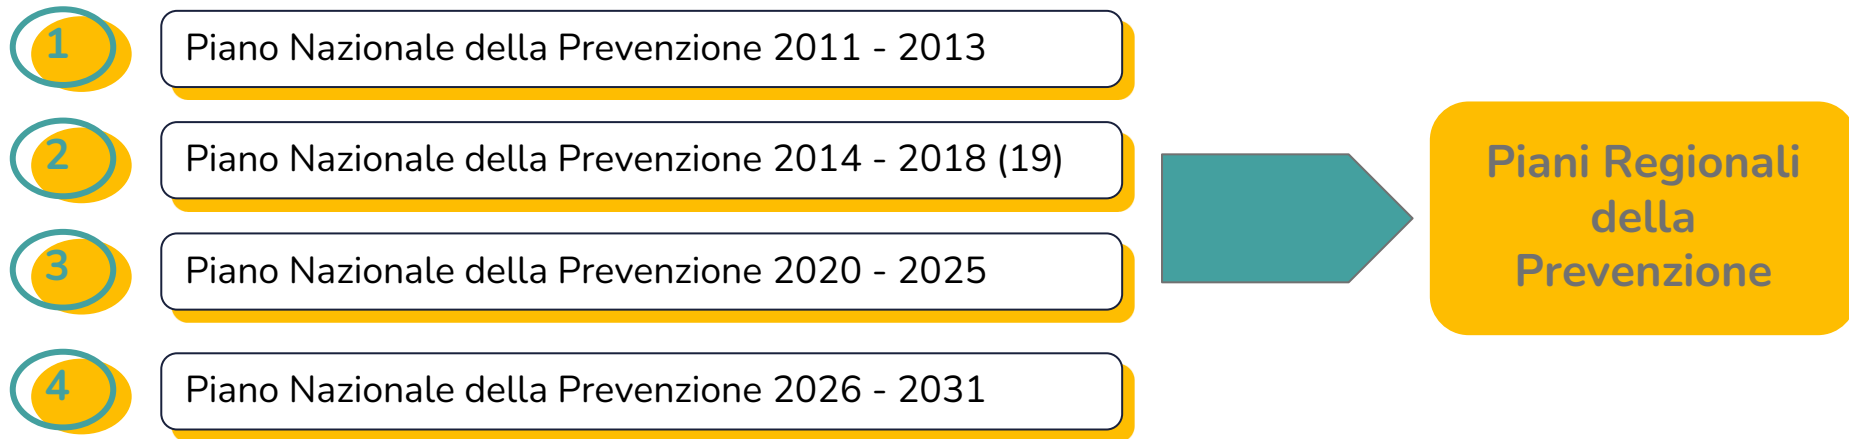 1
Piano Nazionale della Prevenzione 2011 - 2013
2
Piano Nazionale della Prevenzione 2014 - 2018 (19)
3
Piano Nazionale della Prevenzione 2020 - 2025
4
Piano Nazionale della Prevenzione 2026 - 2031
Piani Regionali
della
Prevenzione